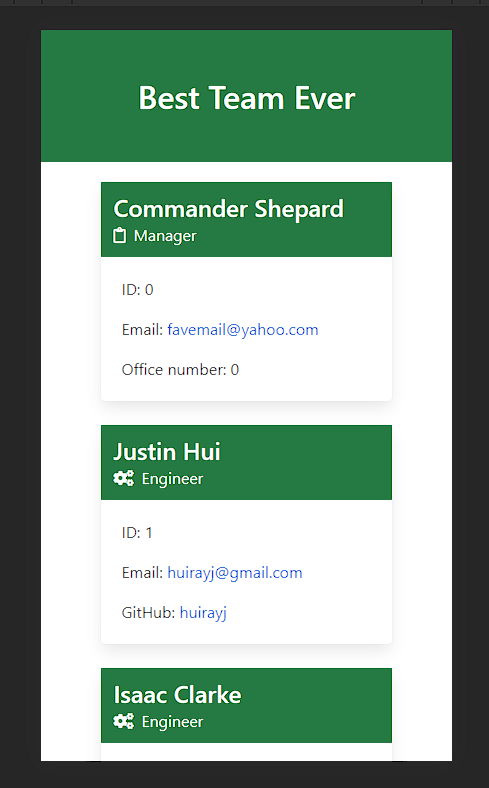 Best Team Ever
Commander Shepard
Manager
ID: 0
Email: favemail@yahoo.com
Office number: 0
Justin Hui
Engineer
ID: 1
Email: huirayj@gmail.com
GitHub: huirayj
Isaac Clarke
Engineer